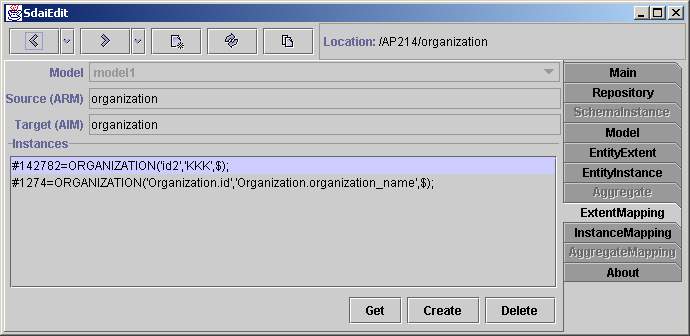 SdaiEdit
Location: /AP214/organization
Model model1
Source (ARM) organization
Target (AIM) organization
Instances
#142782=ORGANIZATION('id2','KKK',$);
#1274=ORGANIZATION('Organization.id','Organization.organization_name',$);
Get Create Delete
Main
Repository
SchemaInstance
Model
EntityExtent
EntityInstance
Aggregate
ExtentMapping
InstanceMapping
AggregateMapping
About